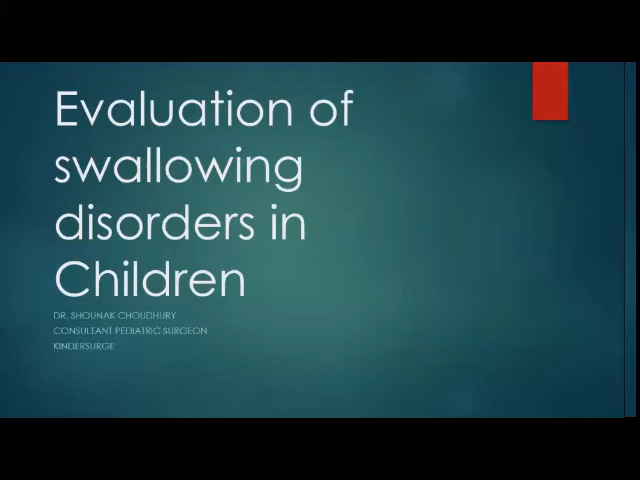 Evaluation of
swallowing
disorders in
Children
DR. SHOUNAK CHOUDHURY
CONSULTANT PEDIATRIC SURGEON
KINDERSURGE